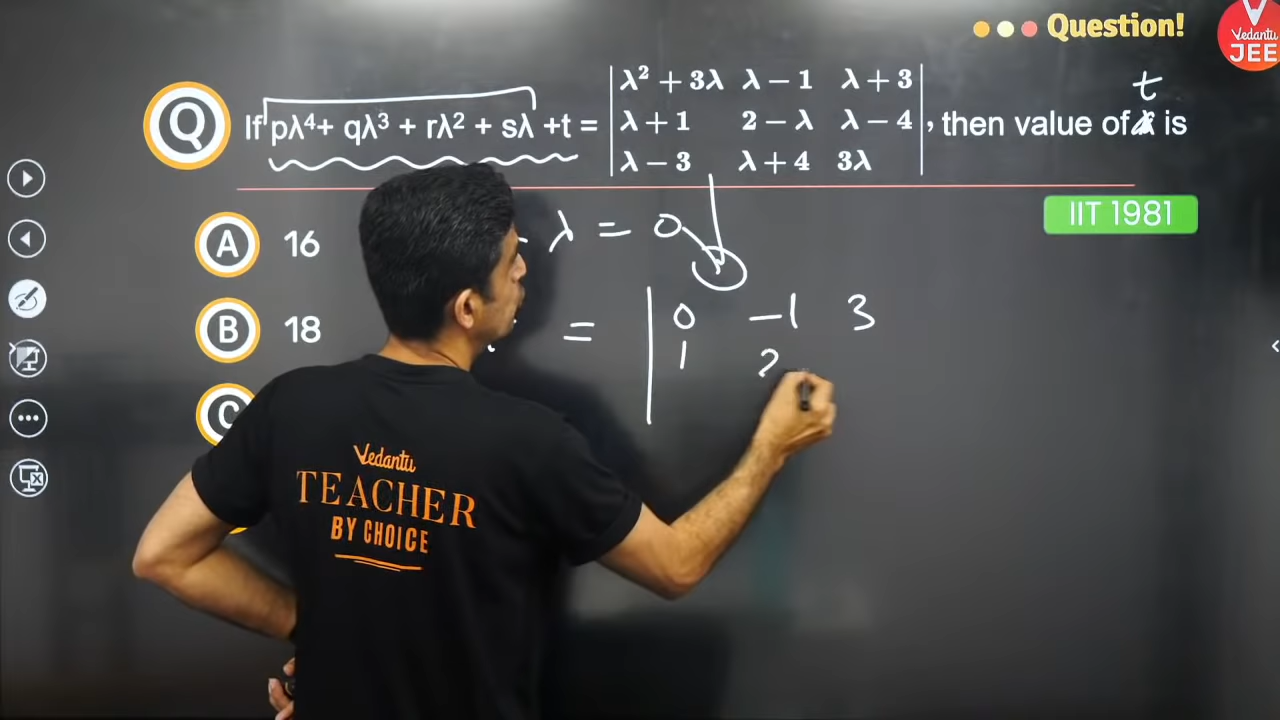 Question!
Vedantu
JEE
Q If pλ⁴+ qλ³ + rλ² + sλ +t = | λ² + 3λ λ − 1 λ + 3 |
| λ + 1 2 − λ λ − 4 | , then value of t is
| λ − 3 λ + 4 3λ |
IIT 1981
A 16
λ = 0
B 18
= | 0 −1 3
1 2
C
Vedantu
TEACHER
BY CHOICE